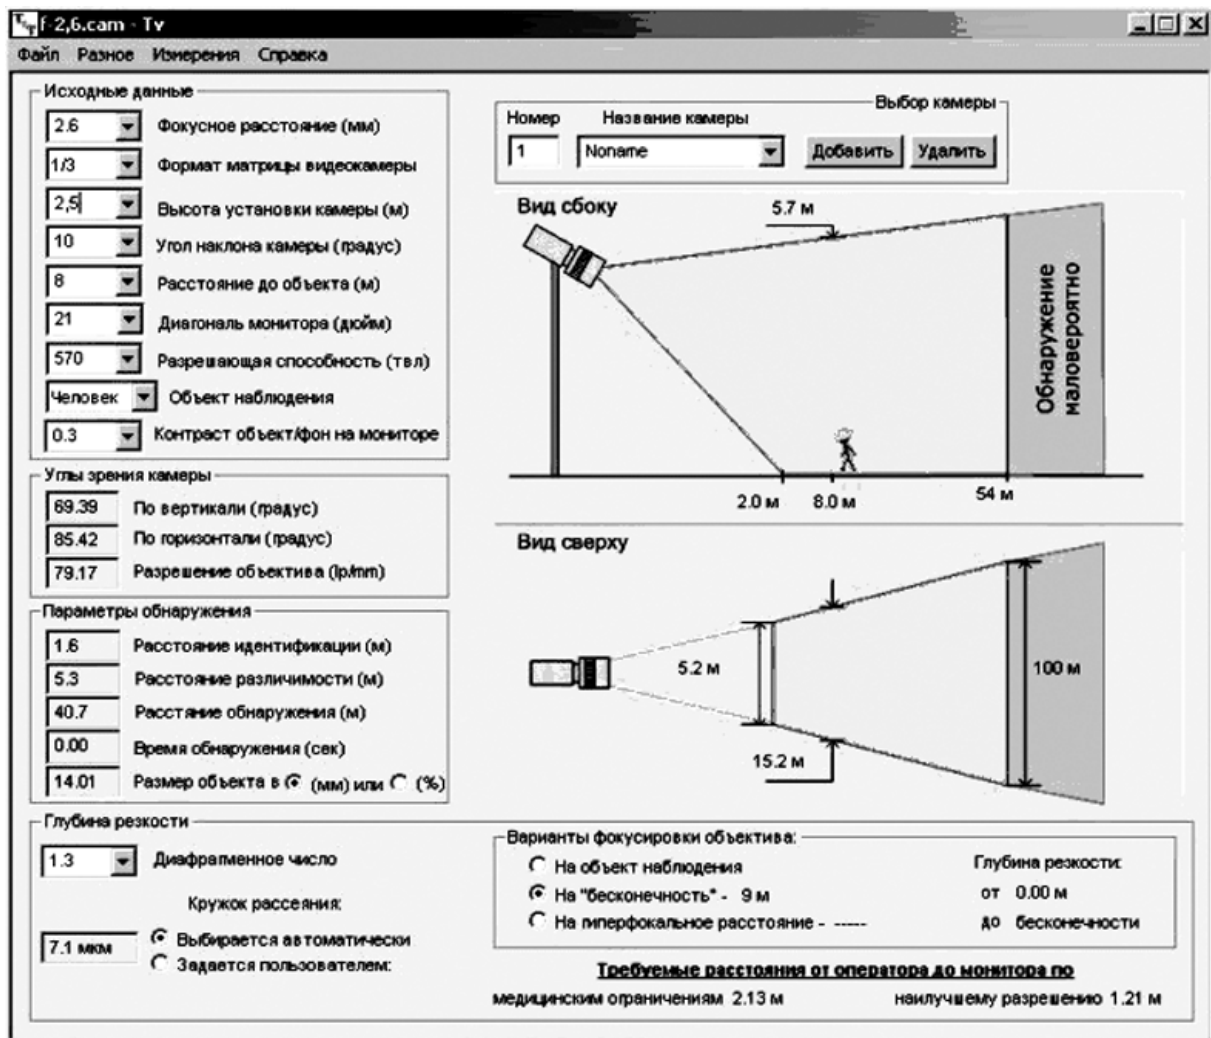 f-2,6.cam - Tv
Файл Разное Измерения Справка
Исходные данные
2.6 Фокусное расстояние (мм)
1/3 Формат матрицы видеокамеры
2,5 Высота установки камеры (м)
10 Угол наклона камеры (градус)
8 Расстояние до объекта (м)
21 Диагональ монитора (дюйм)
570 Разрешающая способность (твл)
Человек Объект наблюдения
0.3 Контраст объект/фон на мониторе
Углы зрения камеры
69.39 По вертикали (градус)
85.42 По горизонтали (градус)
79.17 Разрешение объектива (lp/mm)
Параметры обнаружения
1.6 Расстояние идентификации (м)
5.3 Расстояние различимости (м)
40.7 Расстяние обнаружения (м)
0.00 Время обнаружения (сек)
14.01 Размер объекта в (мм) или (%)
Выбор камеры
Номер Название камеры
1 Noname Добавить Удалить
Вид сбоку
5.7 м
Обнаружение
маловероятно
2.0 м 8.0 м 54 м
Вид сверху
5.2 м
100 м
15.2 м
Глубина резкости
1.3 Диафрагменное число
Кружок рассеяния:
7.1 мкм
Выбирается автоматически
Задается пользователем:
Варианты фокусировки объектива:
На объект наблюдения
На "бесконечность" - 9 м
На гиперфокальное расстояние - -----
Глубина резкости:
от 0.00 м
до бесконечности
Требуемые расстояния от оператора до монитора по
медицинским ограничениям 2.13 м наилучшему разрешению 1.21 м